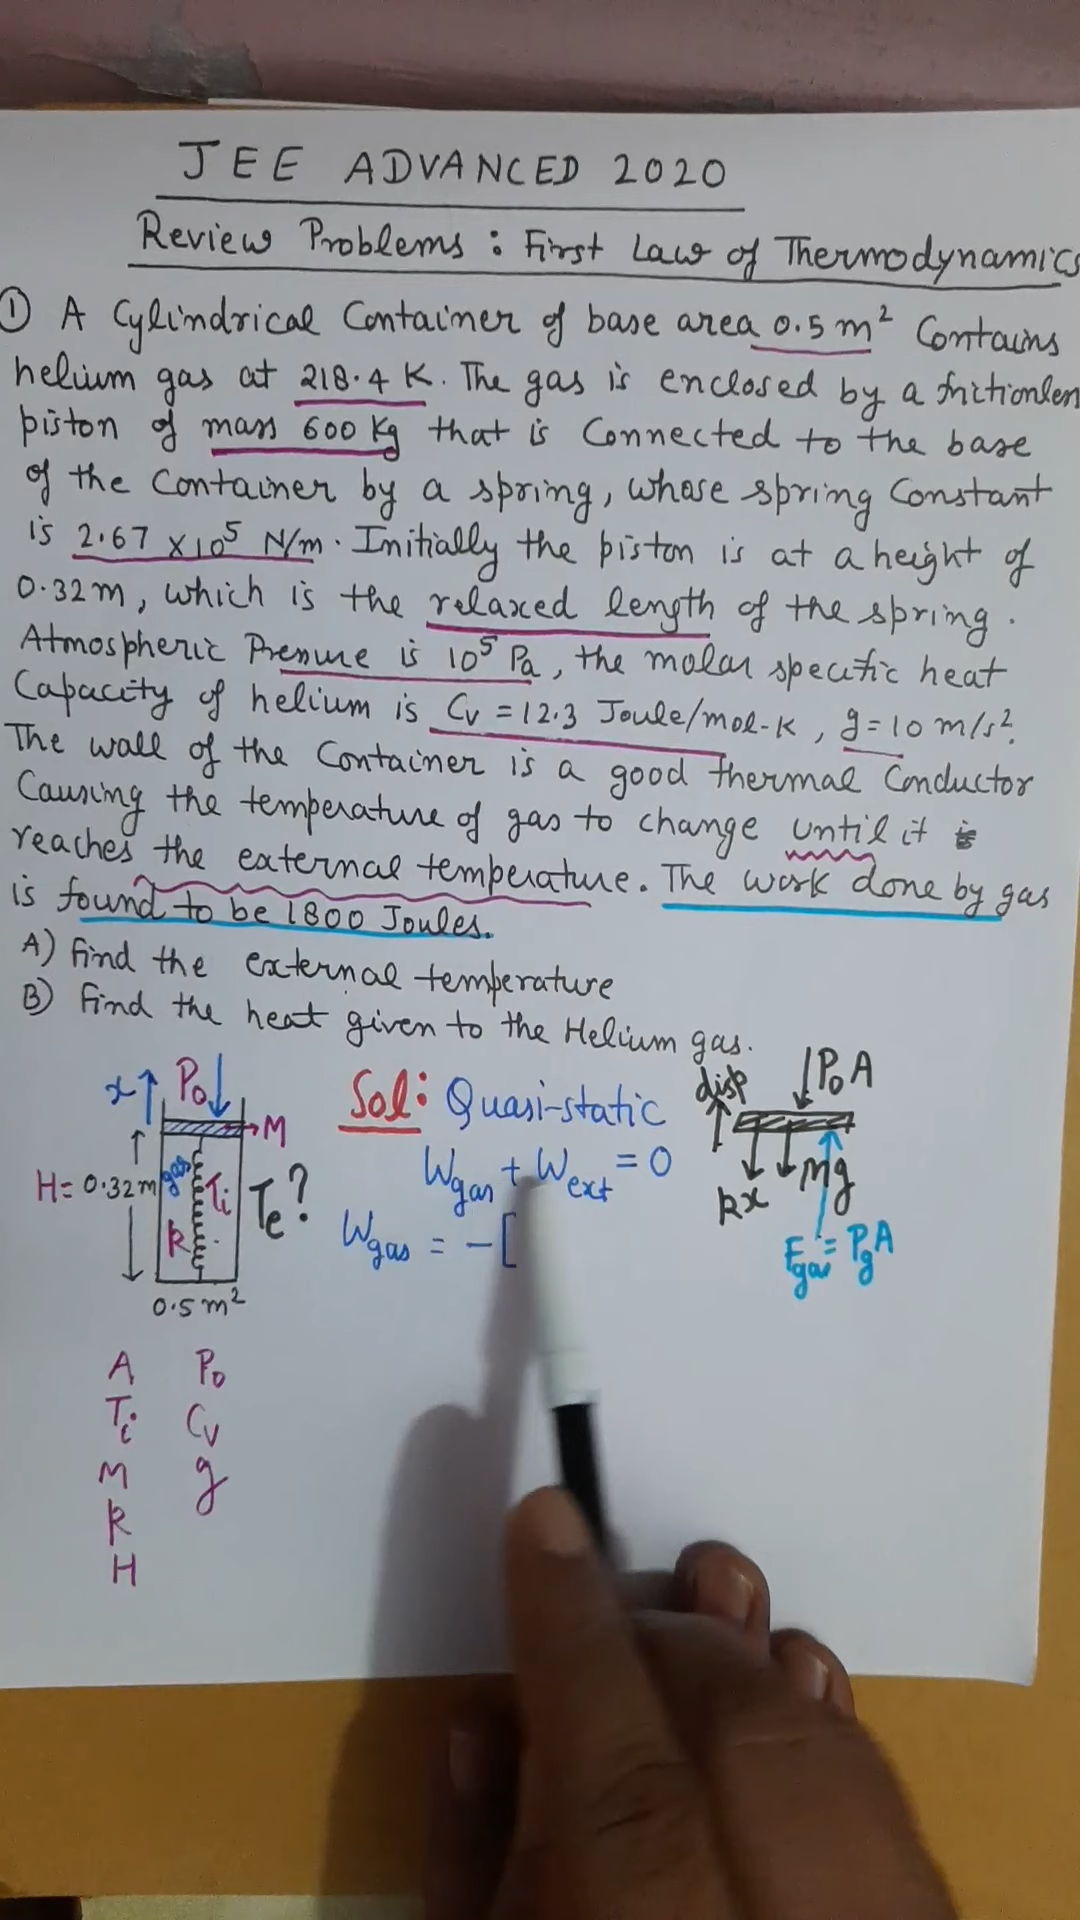 JEE ADVANCED 2020
Review Problems: First Law of Thermodynamics
① A Cylindrical Container of base area 0.5 m² Contains
helium gas at 218.4 K. The gas is enclosed by a frictionless
piston of mass 600 Kg that is Connected to the base
of the Container by a spring, whose spring Constant
is 2.67 ×10⁵ N/m. Initially the piston is at a height of
0.32m, which is the relaxed length of the spring.
Atmospheric Pressure is 10⁵ Pa, the molar specific heat
Capacity of helium is Cv = 12.3 Joule/mol-K, g = 10 m/s².
The wall of the Container is a good thermal Conductor
Causing the temperature of gas to change until it
reaches the external temperature. The work done by gas
is found to be 1800 Joules.
A) Find the external temperature
B) Find the heat given to the Helium gas.
x P₀
M
H = 0.32m gas Ti Te?
k
0.5 m²
Sol: Quasi-static
Wgas + Wext = 0
Wgas = -[
disp P₀A
kx Mg
Fgas = PgA
A P₀
Ti Cv
M g
k
H